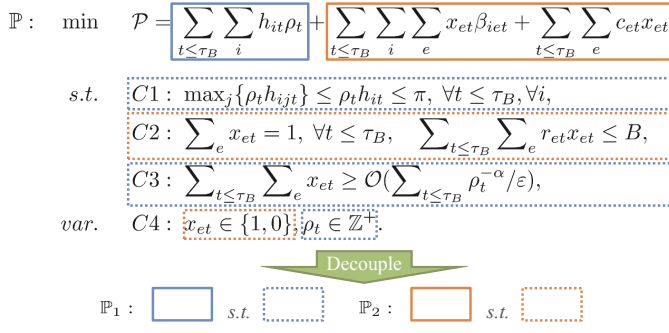 ℙ : min 𝒫 = ∑_{t≤τ_B} ∑_i h_{it}ρ_t + ∑_{t≤τ_B} ∑_i ∑_e x_{et}β_{iet} + ∑_{t≤τ_B} ∑_e c_{et}x_{et}
s.t. C1 : max_j{ρ_t h_{ijt}} ≤ ρ_t h_{it} ≤ π, ∀t ≤ τ_B, ∀i,
C2 : ∑_e x_{et} = 1, ∀t ≤ τ_B, ∑_{t≤τ_B} ∑_e r_{et}x_{et} ≤ B,
C3 : ∑_{t≤τ_B} ∑_e x_{et} ≥ 𝒪(∑_{t≤τ_B} ρ_t^{-α}/ε),
var. C4 : x_{et} ∈ {1, 0}, ρ_t ∈ ℤ^+.
Decouple
ℙ_1 : s.t. ℙ_2 : s.t.